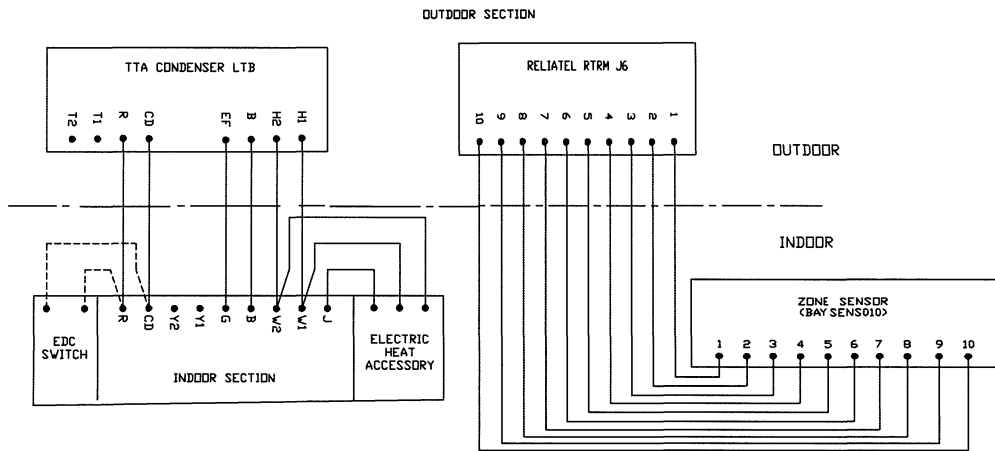 OUTDOOR SECTION
TTA CONDENSER LTB
T2 T1 R CD EF B H2 H1
RELIATEL RTRM J6
10 9 8 7 6 5 4 3 2 1
OUTDOOR
INDOOR
EDC
SWITCH
R CD Y2 Y1 G B W2 W1 J
INDOOR SECTION
ELECTRIC
HEAT
ACCESSORY
ZONE SENSOR
(BAYSENS010)
1 2 3 4 5 6 7 8 9 10